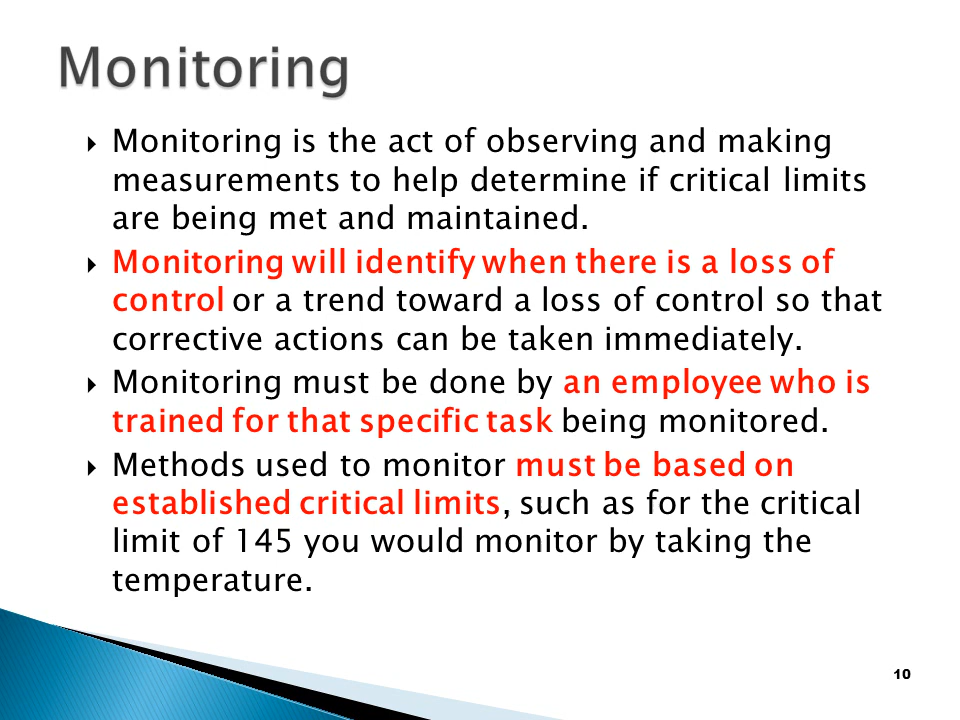 Monitoring
Monitoring is the act of observing and making
measurements to help determine if critical limits
are being met and maintained.
Monitoring will identify when there is a loss of
control or a trend toward a loss of control so that
corrective actions can be taken immediately.
Monitoring must be done by an employee who is
trained for that specific task being monitored.
Methods used to monitor must be based on
established critical limits, such as for the critical
limit of 145 you would monitor by taking the
temperature.
10